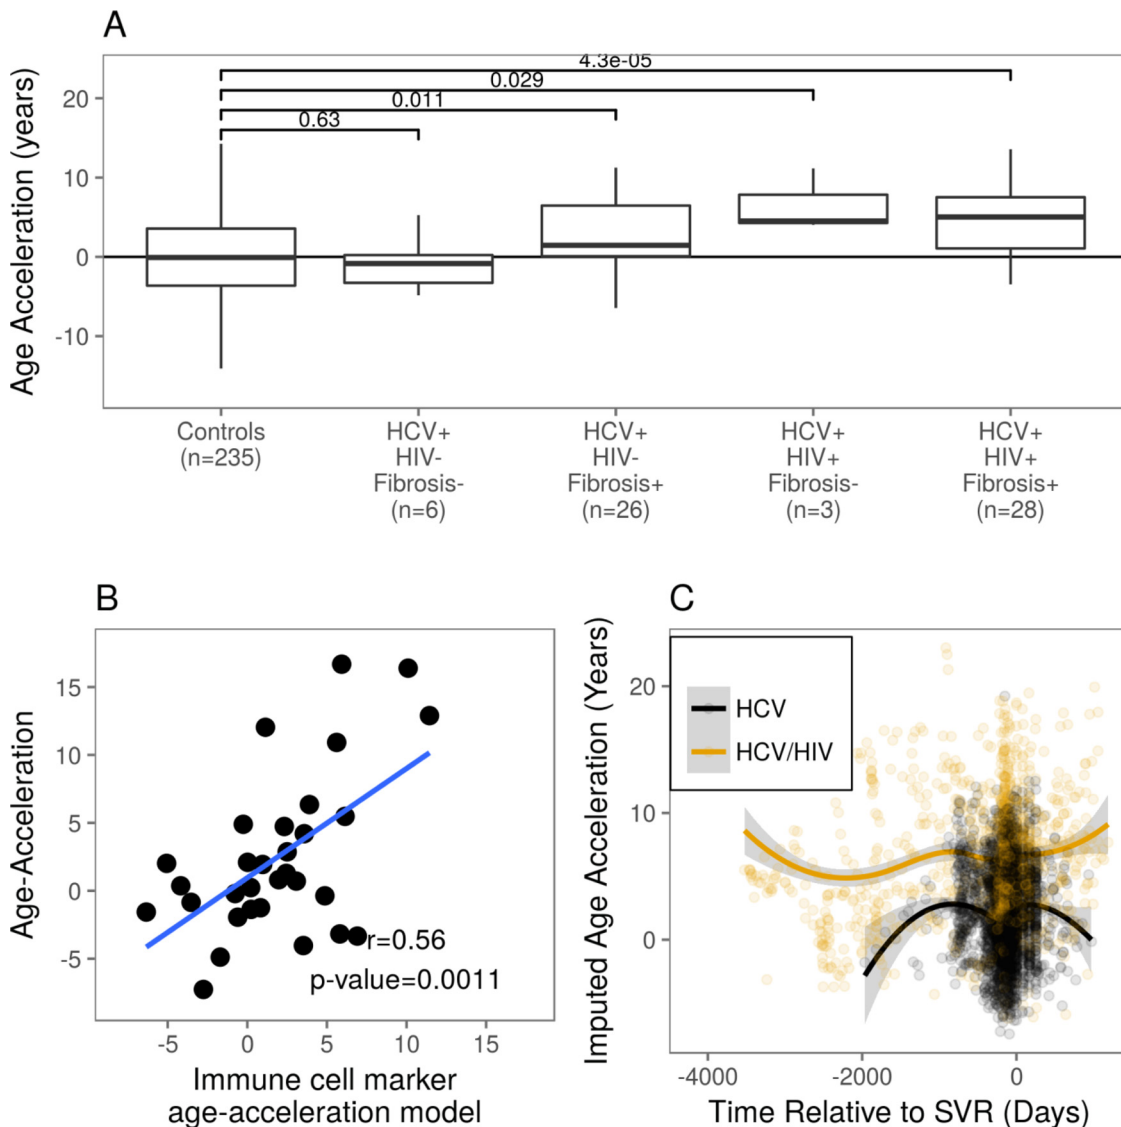 A
Age Acceleration (years)
20
10
0
-10
4.3e-05
0.029
0.011
0.63
Controls
(n=235)
HCV+
HIV-
Fibrosis-
(n=6)
HCV+
HIV-
Fibrosis+
(n=26)
HCV+
HIV+
Fibrosis-
(n=3)
HCV+
HIV+
Fibrosis+
(n=28)
B
Age-Acceleration
15
10
5
0
-5
r=0.56
p-value=0.0011
-5
0
5
10
15
Immune cell marker
age-acceleration model
C
Imputed Age Acceleration (Years)
20
10
0
HCV
HCV/HIV
-4000
-2000
0
Time Relative to SVR (Days)